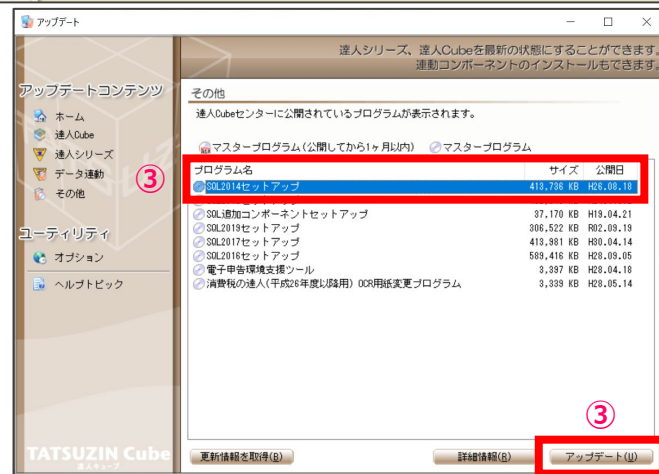 アップデート
達人シリーズ、達人Cubeを最新の状態にすることができます。
連動コンポーネントのインストールもできます。
アップデートコンテンツ
ホーム
達人Cube
達人シリーズ
データ連動
その他
③
ユーティリティ
オプション
ヘルプトピック
その他
達人Cubeセンターに公開されているプログラムが表示されます。
マスタープログラム(公開してから1ヶ月以内) マスタープログラム
プログラム名 サイズ 公開日
SQL2014セットアップ 413,736 KB H26.08.18
SQL追加コンポーネントセットアップ 37,170 KB H19.04.21
SQL2019セットアップ 306,522 KB R02.09.19
SQL2017セットアップ 413,981 KB H30.04.14
SQL2016セットアップ 589,416 KB H28.09.05
電子申告環境支援ツール 3,397 KB H28.04.18
消費税の達人(平成26年度以降用) OCR用紙変更プログラム 3,339 KB H28.05.14
③
更新情報を取得(B) 詳細情報(R) アップデート(U)
TATSUZIN Cube
達人キューブ